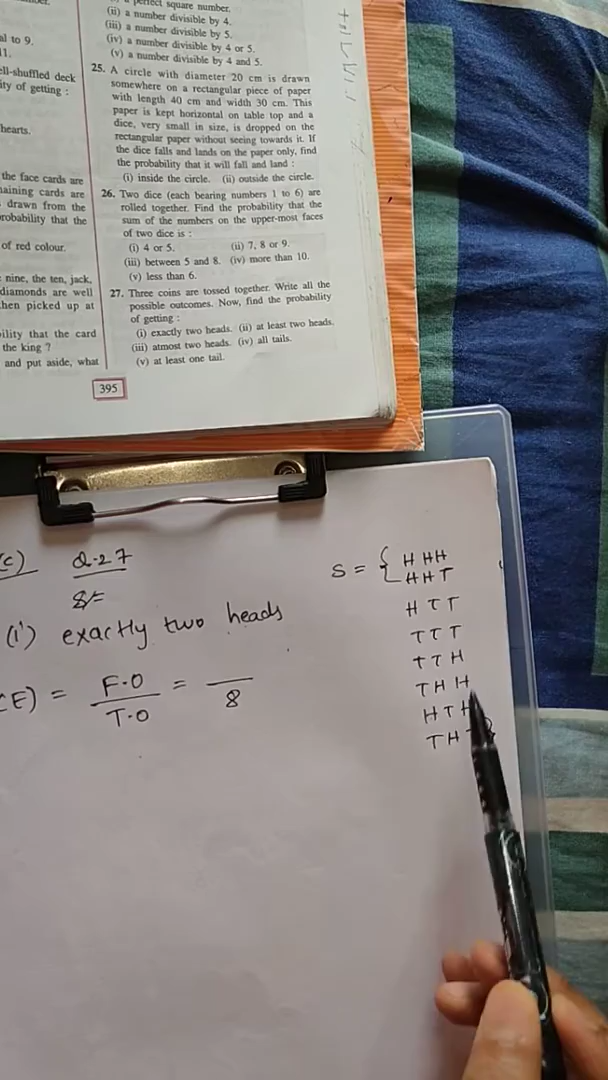 al to 9.
11.
ell-shuffled deck
ity of getting :
hearts.
the face cards are
naining cards are
drawn from the
robability that the
of red colour.
nine, the ten, jack,
diamonds are well
hen picked up at
ility that the card
the king ?
and put aside, what
perfect square number.
(ii) a number divisible by 4.
(iii) a number divisible by 5.
(iv) a number divisible by 4 or 5.
(v) a number divisible by 4 and 5.
25. A circle with diameter 20 cm is drawn
somewhere on a rectangular piece of paper
with length 40 cm and width 30 cm. This
paper is kept horizontal on table top and a
dice, very small in size, is dropped on the
rectangular paper without seeing towards it. If
the dice falls and lands on the paper only, find
the probability that it will fall and land :
(i) inside the circle. (ii) outside the circle.
26. Two dice (each bearing numbers 1 to 6) are
rolled together. Find the probability that the
sum of the numbers on the upper-most faces
of two dice is :
(i) 4 or 5. (ii) 7, 8 or 9.
(iii) between 5 and 8. (iv) more than 10.
(v) less than 6.
27. Three coins are tossed together. Write all the
possible outcomes. Now, find the probability
of getting :
(i) exactly two heads. (ii) at least two heads.
(iii) atmost two heads. (iv) all tails.
(v) at least one tail.
395
(c) Q.27
(i) exactly two heads
(E) = F.O / T.O = — / 8
S = { H HH
HHT
H T T
T T T
T T H
T H H
H T H
T H